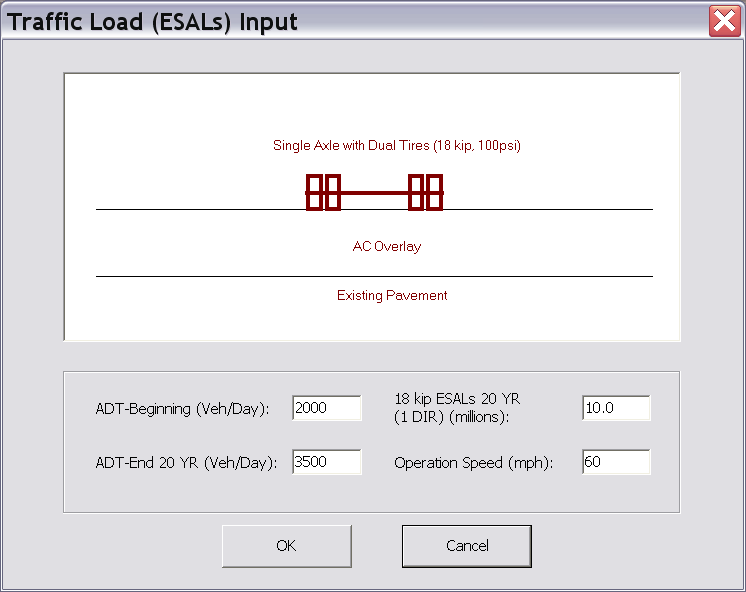 Traffic Load (ESALs) Input
Single Axle with Dual Tires (18 kip, 100psi)
AC Overlay
Existing Pavement
ADT-Beginning (Veh/Day): 2000
18 kip ESALs 20 YR
(1 DIR) (millions): 10.0
ADT-End 20 YR (Veh/Day): 3500
Operation Speed (mph): 60
OK
Cancel